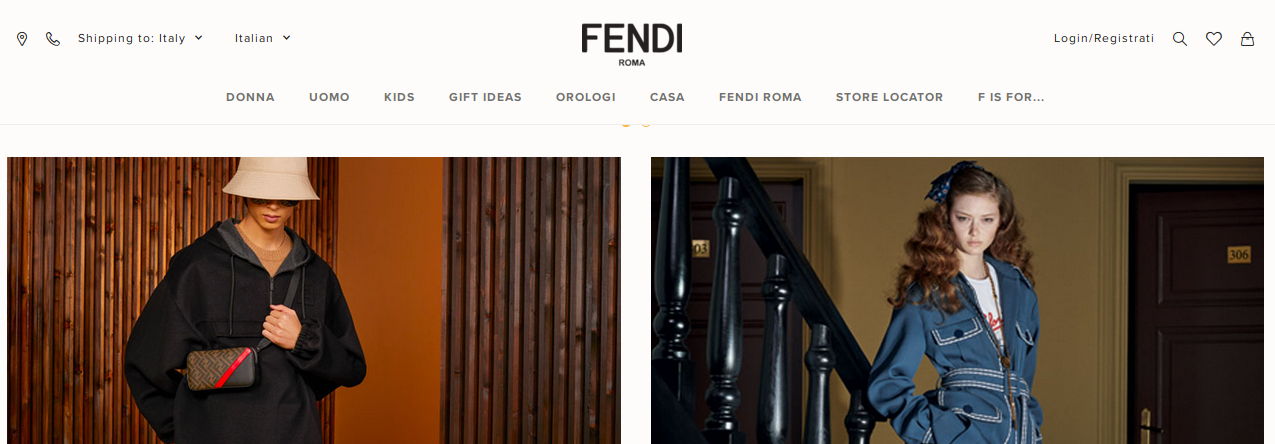 Shipping to: Italy
Italian
FENDI
ROMA
Login/Registrati
DONNA
UOMO
KIDS
GIFT IDEAS
OROLOGI
CASA
FENDI ROMA
STORE LOCATOR
F IS FOR...
03
306